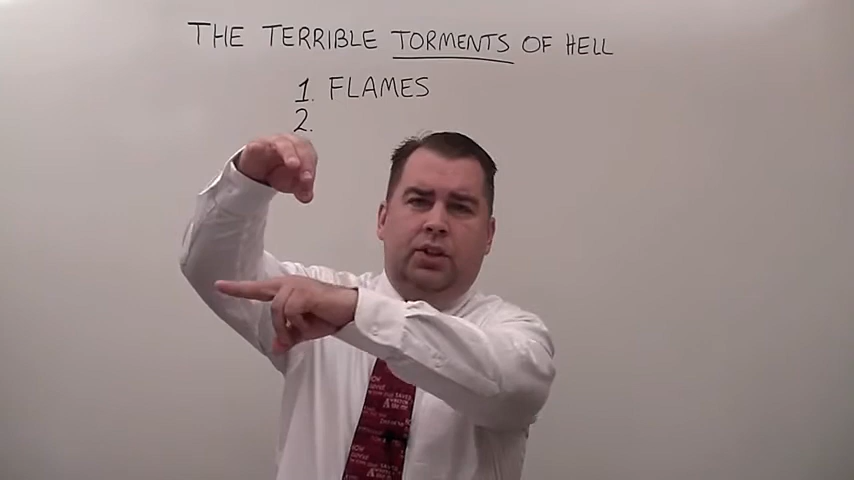 THE TERRIBLE TORMENTS OF HELL
1. FLAMES
2.